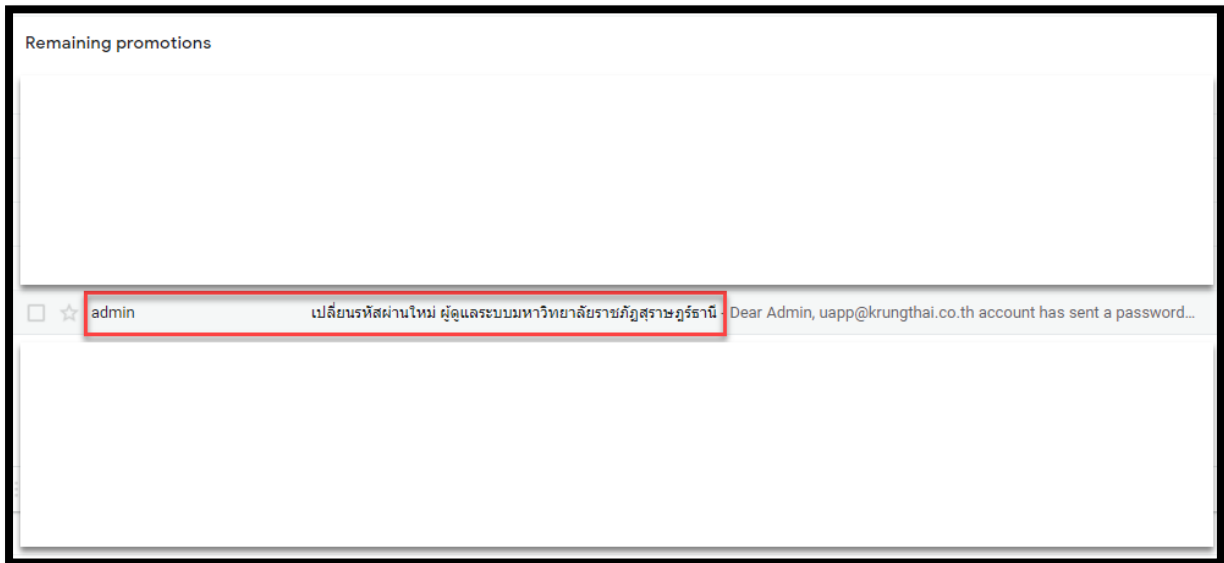 Remaining promotions
admin เปลี่ยนรหัสผ่านใหม่ ผู้ดูแลระบบมหาวิทยาลัยราชภัฏสุราษฎร์ธานี - Dear Admin, uapp@krungthai.co.th account has sent a password...